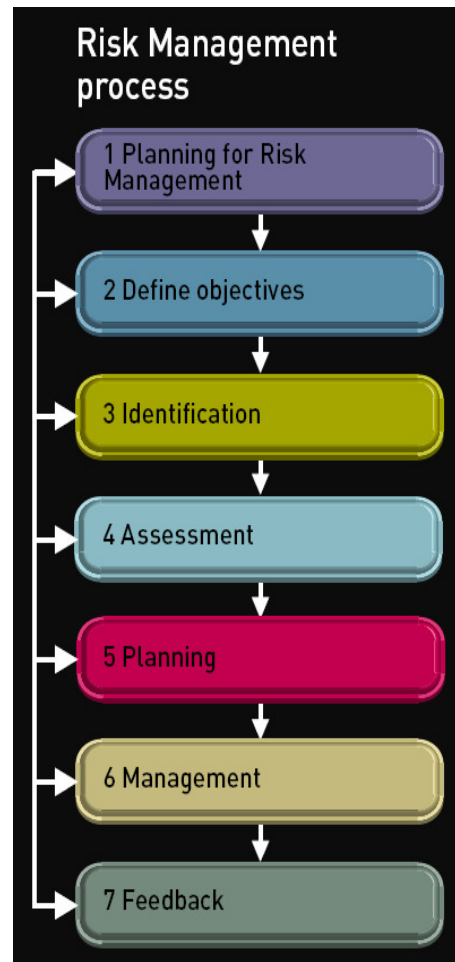 Risk Management
process
1 Planning for Risk
Management
2 Define objectives
3 Identification
4 Assessment
5 Planning
6 Management
7 Feedback